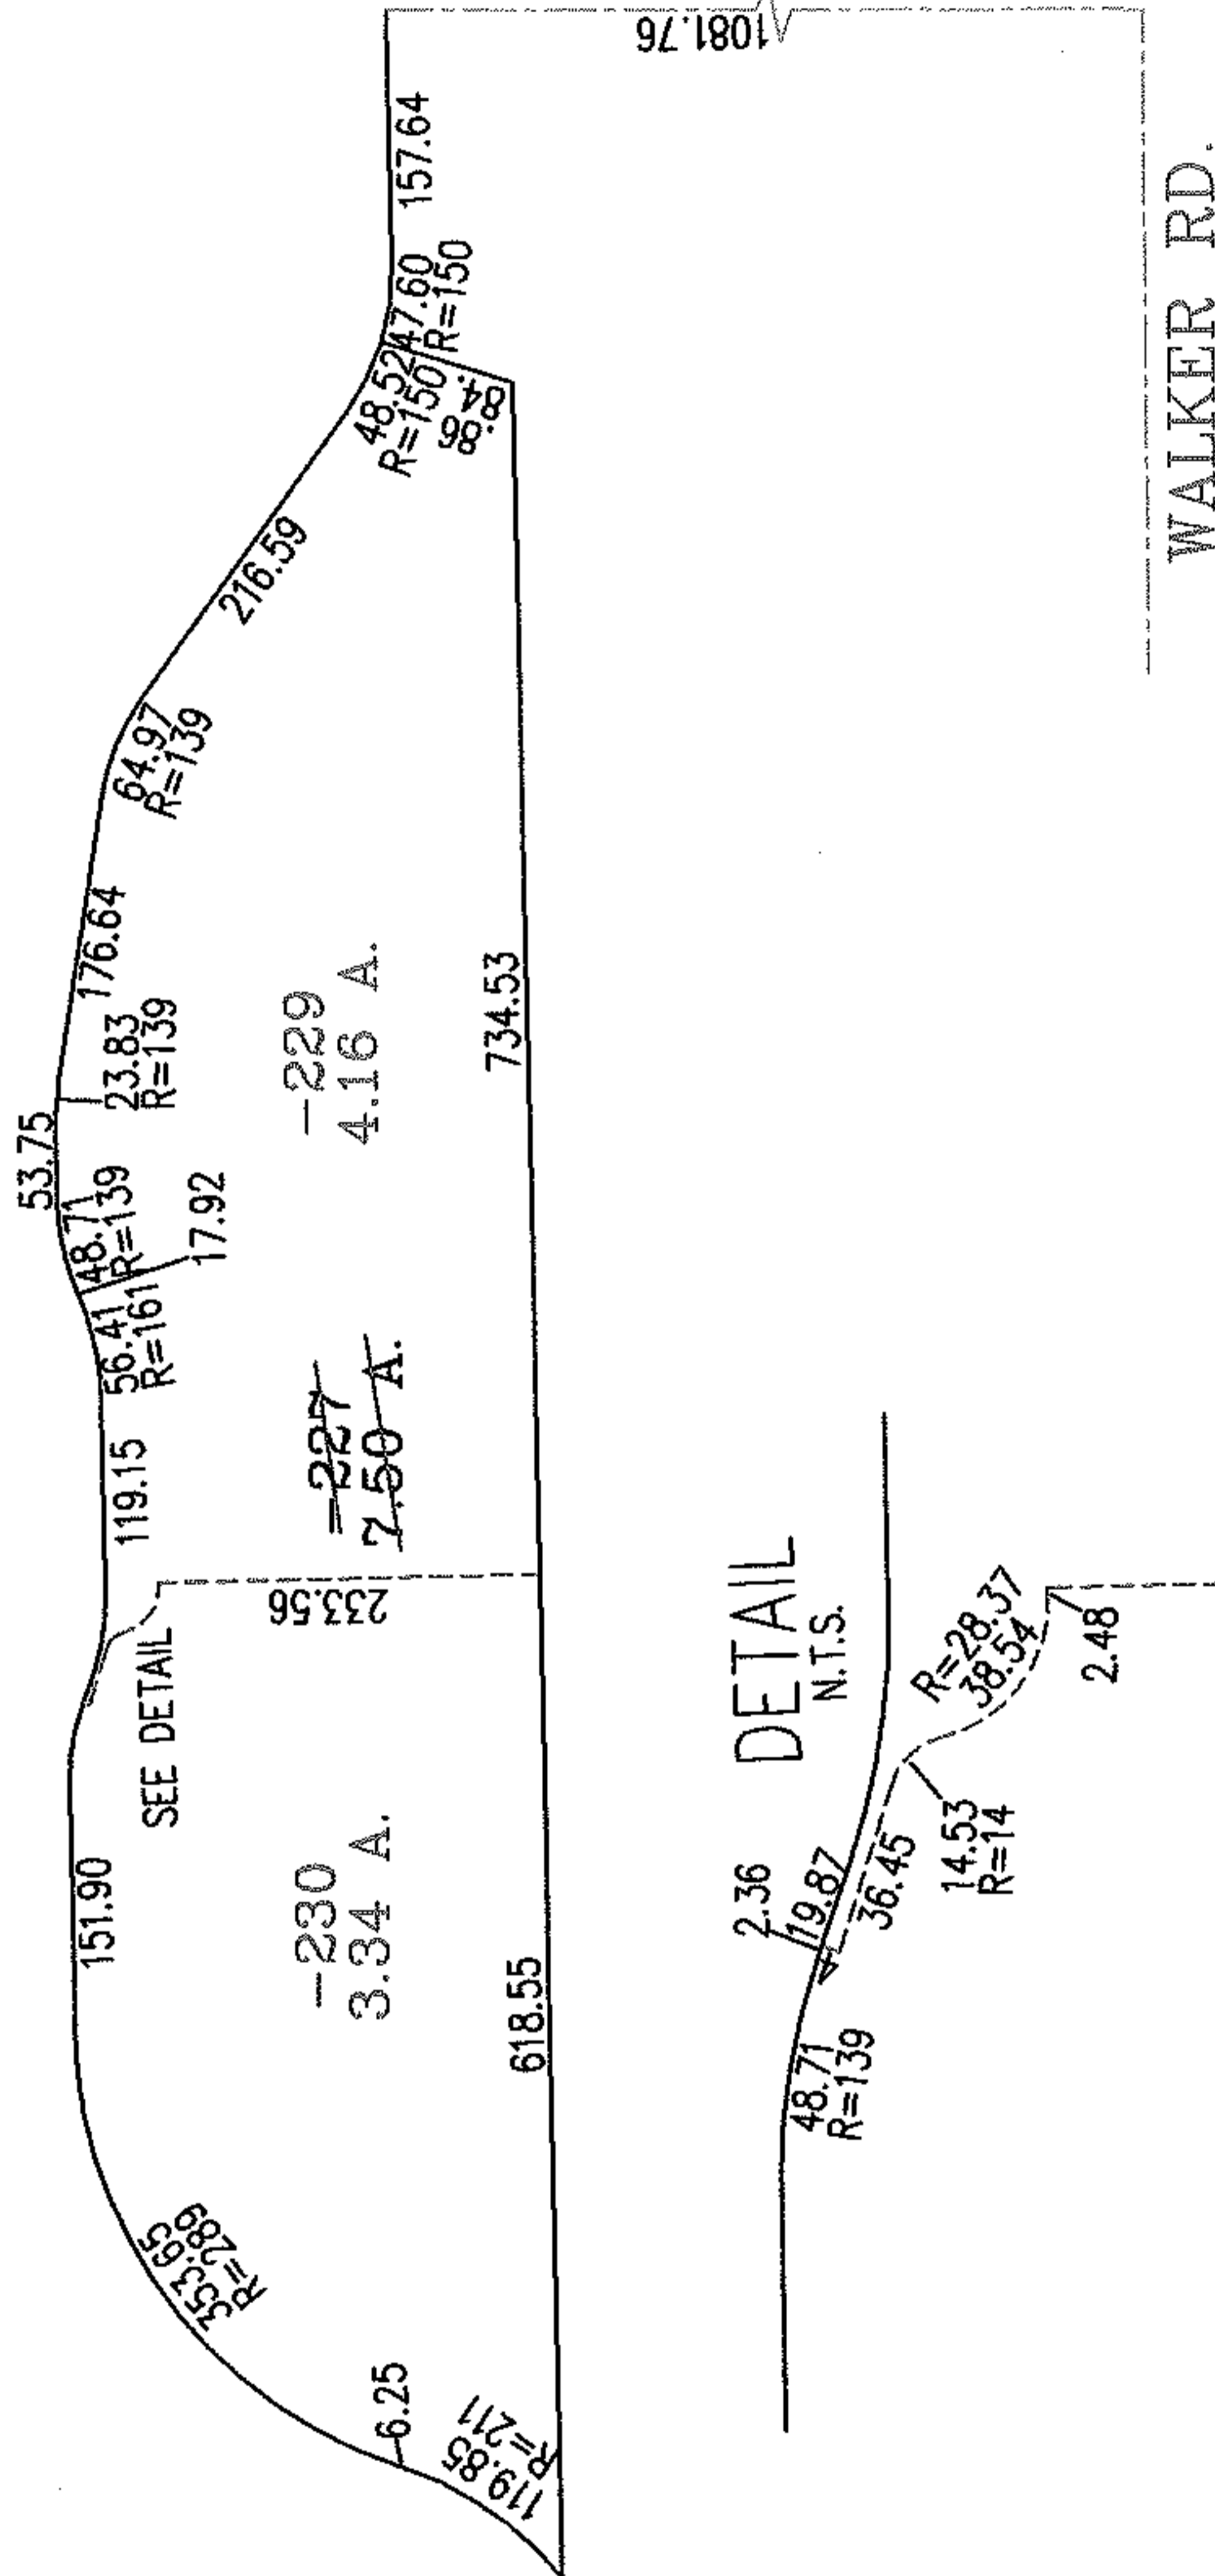 1081.76
157.64
WALKER RD.
47.60
R=150
48.52
R=150
84.
98.
216.59
64.97
R=139
176.64
23.83
R=139
53.75
48.71
R=139
17.92
56.41
R=161
119.15
-229
4.16 A.
734.53
-227
7.50 A.
233.56
SEE DETAIL
151.90
-230
3.34 A.
618.55
353.65
R=289
6.25
119.85
R=211
DETAIL
N.T.S.
R=28.37
38.54
2.48
14.53
R=14
36.45
19.87
2.36
48.71
R=139